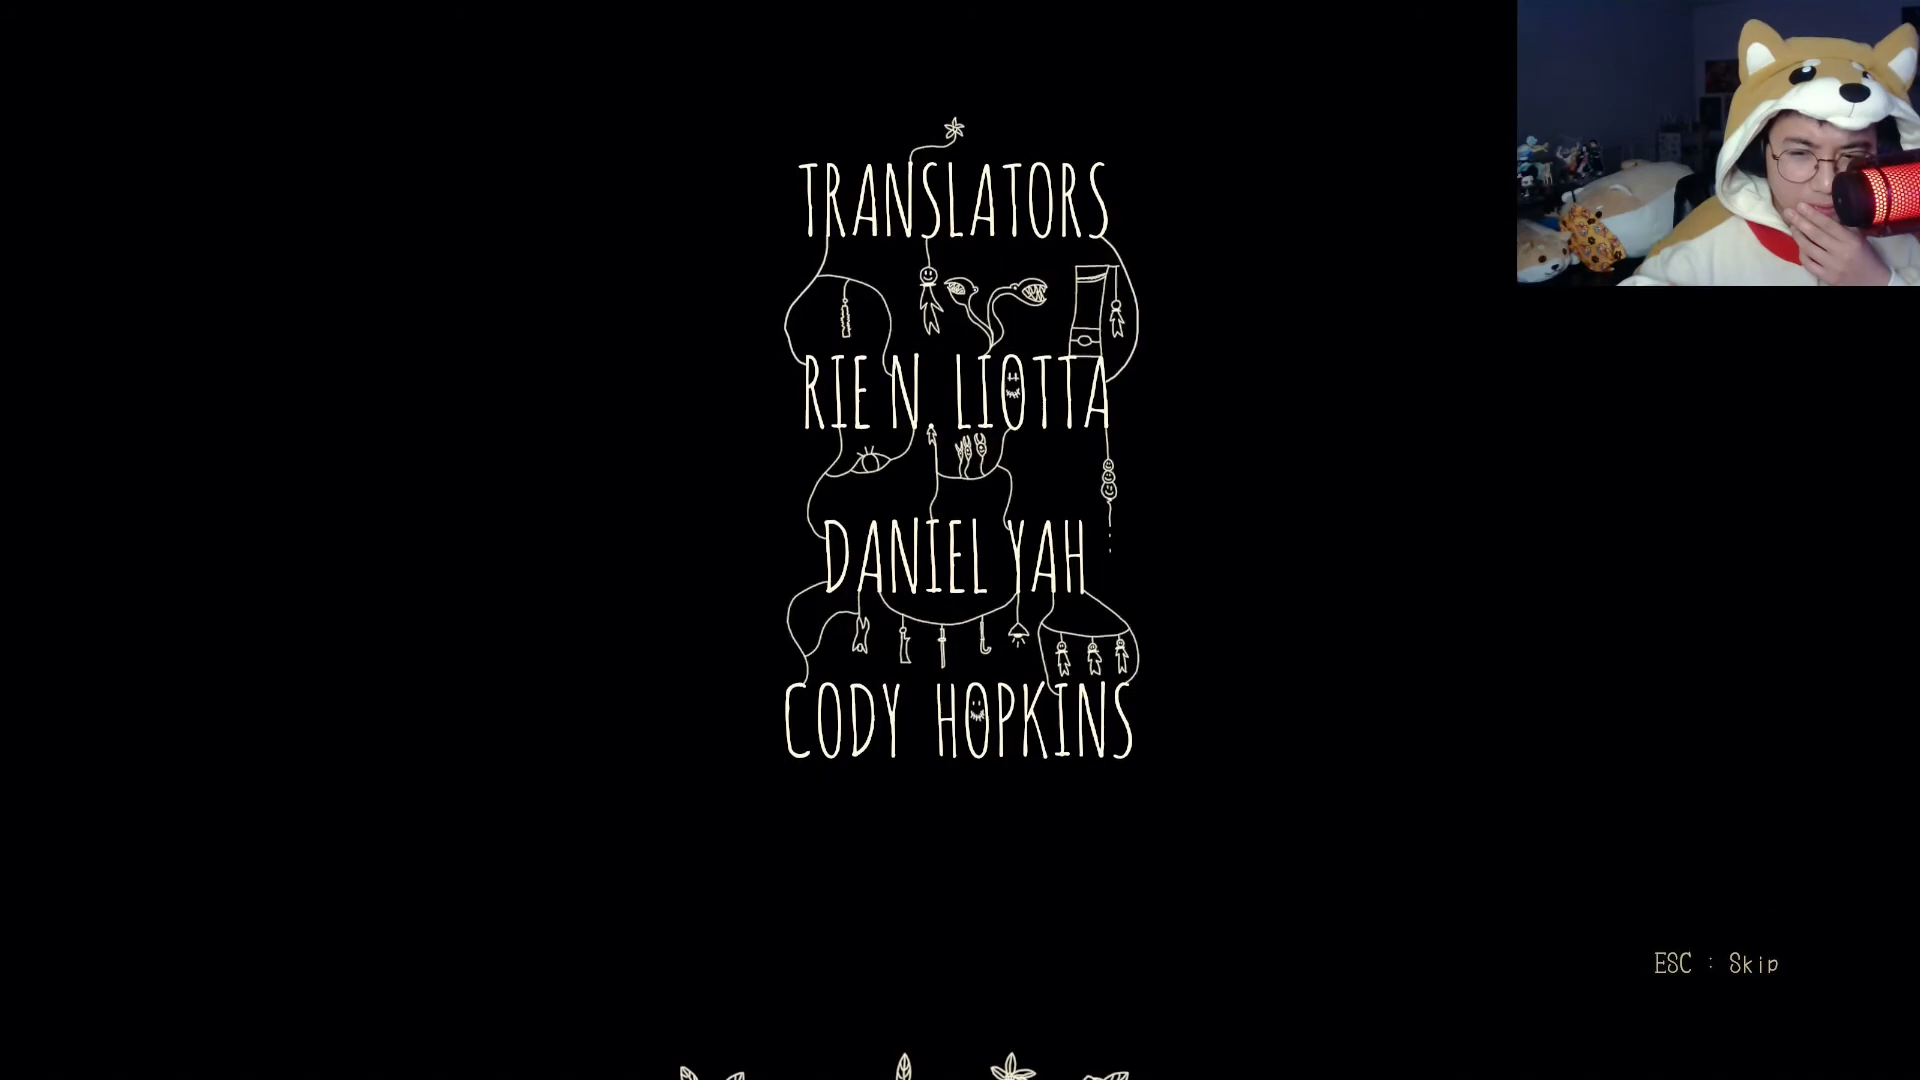 TRANSLATORS
RIE N. LIOTTA
DANIEL YAH
CODY HOPKINS
ESC : Skip